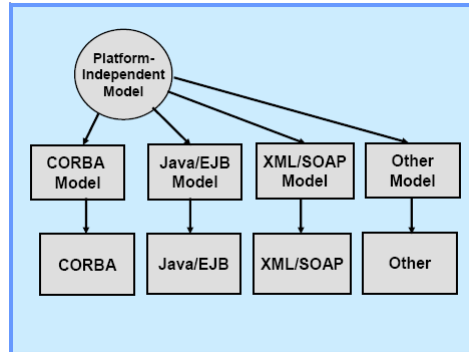 Platform-
Independent
Model
CORBA
Model
Java/EJB
Model
XML/SOAP
Model
Other
Model
CORBA
Java/EJB
XML/SOAP
Other